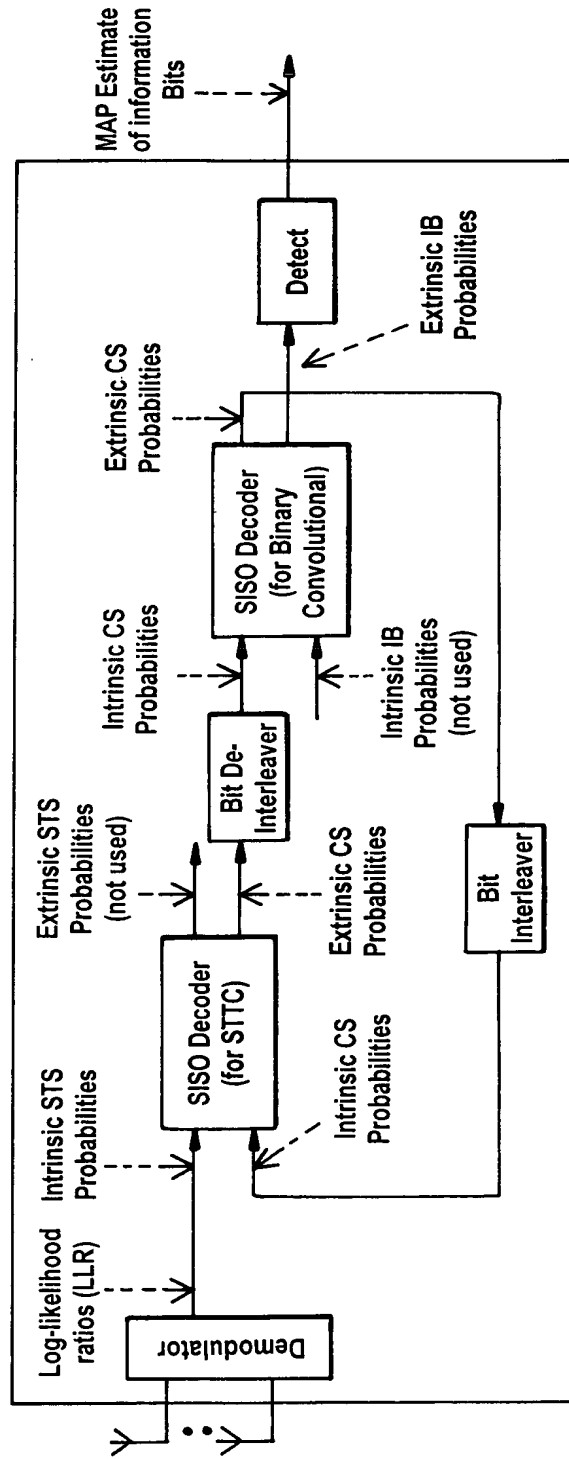 Demodulator
Log-likelihood
ratios (LLR)
Intrinsic STS
Probabilities
SISO Decoder
(for STTC)
Intrinsic CS
Probabilities
Extrinsic STS
Probabilities
(not used)
Extrinsic CS
Probabilities
Bit De-
Interleaver
Intrinsic CS
Probabilities
Intrinsic IB
Probabilities
(not used)
SISO Decoder
(for Binary
Convolutional)
Extrinsic CS
Probabilities
Bit
Interleaver
Extrinsic IB
Probabilities
Detect
MAP Estimate
of information
Bits